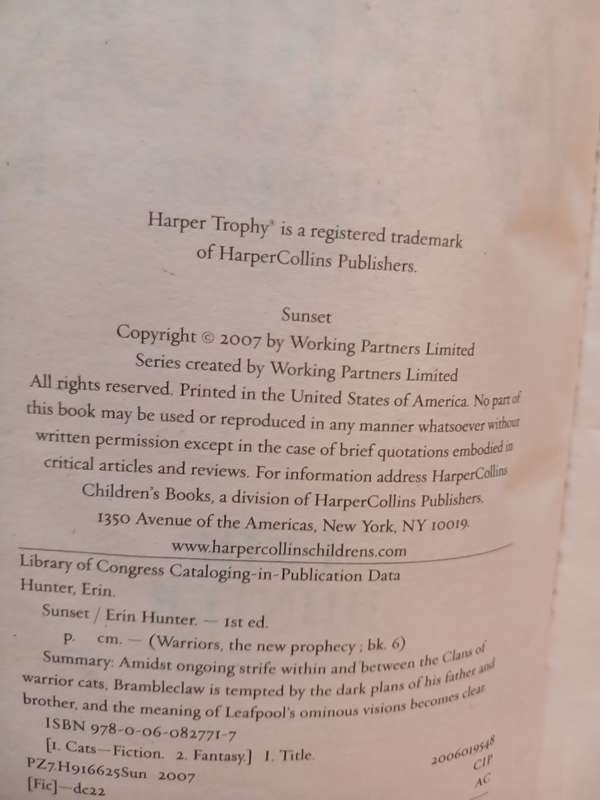 Harper Trophy® is a registered trademark
of HarperCollins Publishers.
Sunset
Copyright © 2007 by Working Partners Limited
Series created by Working Partners Limited
All rights reserved. Printed in the United States of America. No part of
this book may be used or reproduced in any manner whatsoever without
written permission except in the case of brief quotations embodied in
critical articles and reviews. For information address HarperCollins
Children's Books, a division of HarperCollins Publishers,
1350 Avenue of the Americas, New York, NY 10019.
www.harpercollinschildrens.com
Library of Congress Cataloging-in-Publication Data
Hunter, Erin.
Sunset / Erin Hunter. — 1st ed.
p. cm. — (Warriors, the new prophecy ; bk. 6)
Summary: Amidst ongoing strife within and between the Clans of
warrior cats, Brambleclaw is tempted by the dark plans of his father and
brother, and the meaning of Leafpool's ominous visions becomes clear.
ISBN 978-0-06-082771-7
[1. Cats—Fiction. 2. Fantasy.] I. Title.
PZ7.H916625Sun 2007
2006019548
[Fic]—dc22
CIP
AC